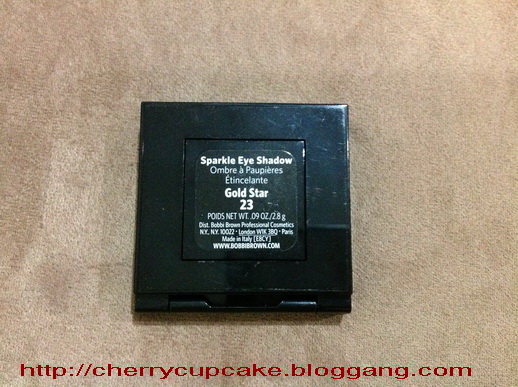 Sparkle Eye Shadow
Ombre à Paupières
Étincelante
Gold Star
23
POIDS NET WT. .09 OZ./2.8 g
Dist. Bobbi Brown Professional Cosmetics
N.Y., N.Y. 10022 • London W1K 3BQ • Paris
Made in Italy [EBCY]
WWW.BOBBIBROWN.COM
http://cherrycupcake.bloggang.com